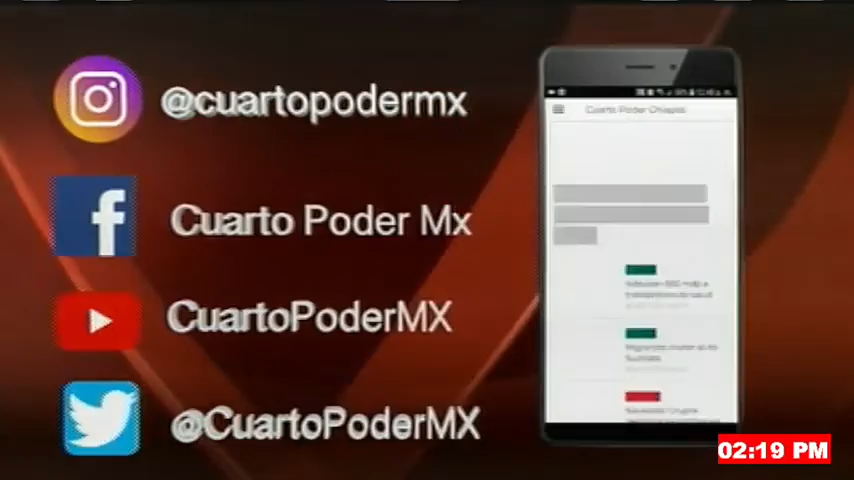 @cuartopodermx
Cuarto Poder Mx
CuartoPoderMX
@CuartoPoderMX
Cuarto Poder Chiapas
02:19 PM